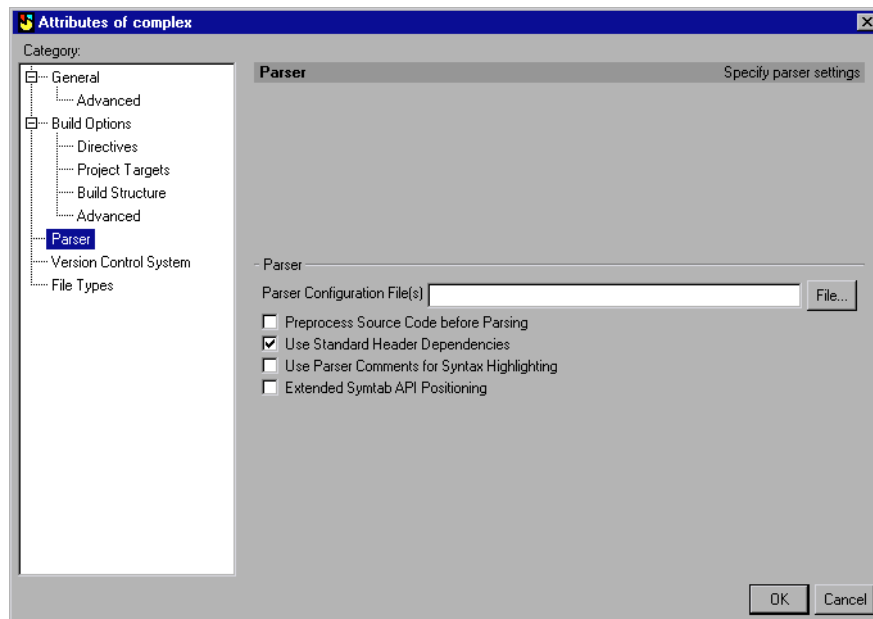 Attributes of complex
Category:
General
Advanced
Build Options
Directives
Project Targets
Build Structure
Advanced
Parser
Version Control System
File Types
Parser Specify parser settings
Parser
Parser Configuration File(s) File...
Preprocess Source Code before Parsing
Use Standard Header Dependencies
Use Parser Comments for Syntax Highlighting
Extended Symtab API Positioning
OK Cancel